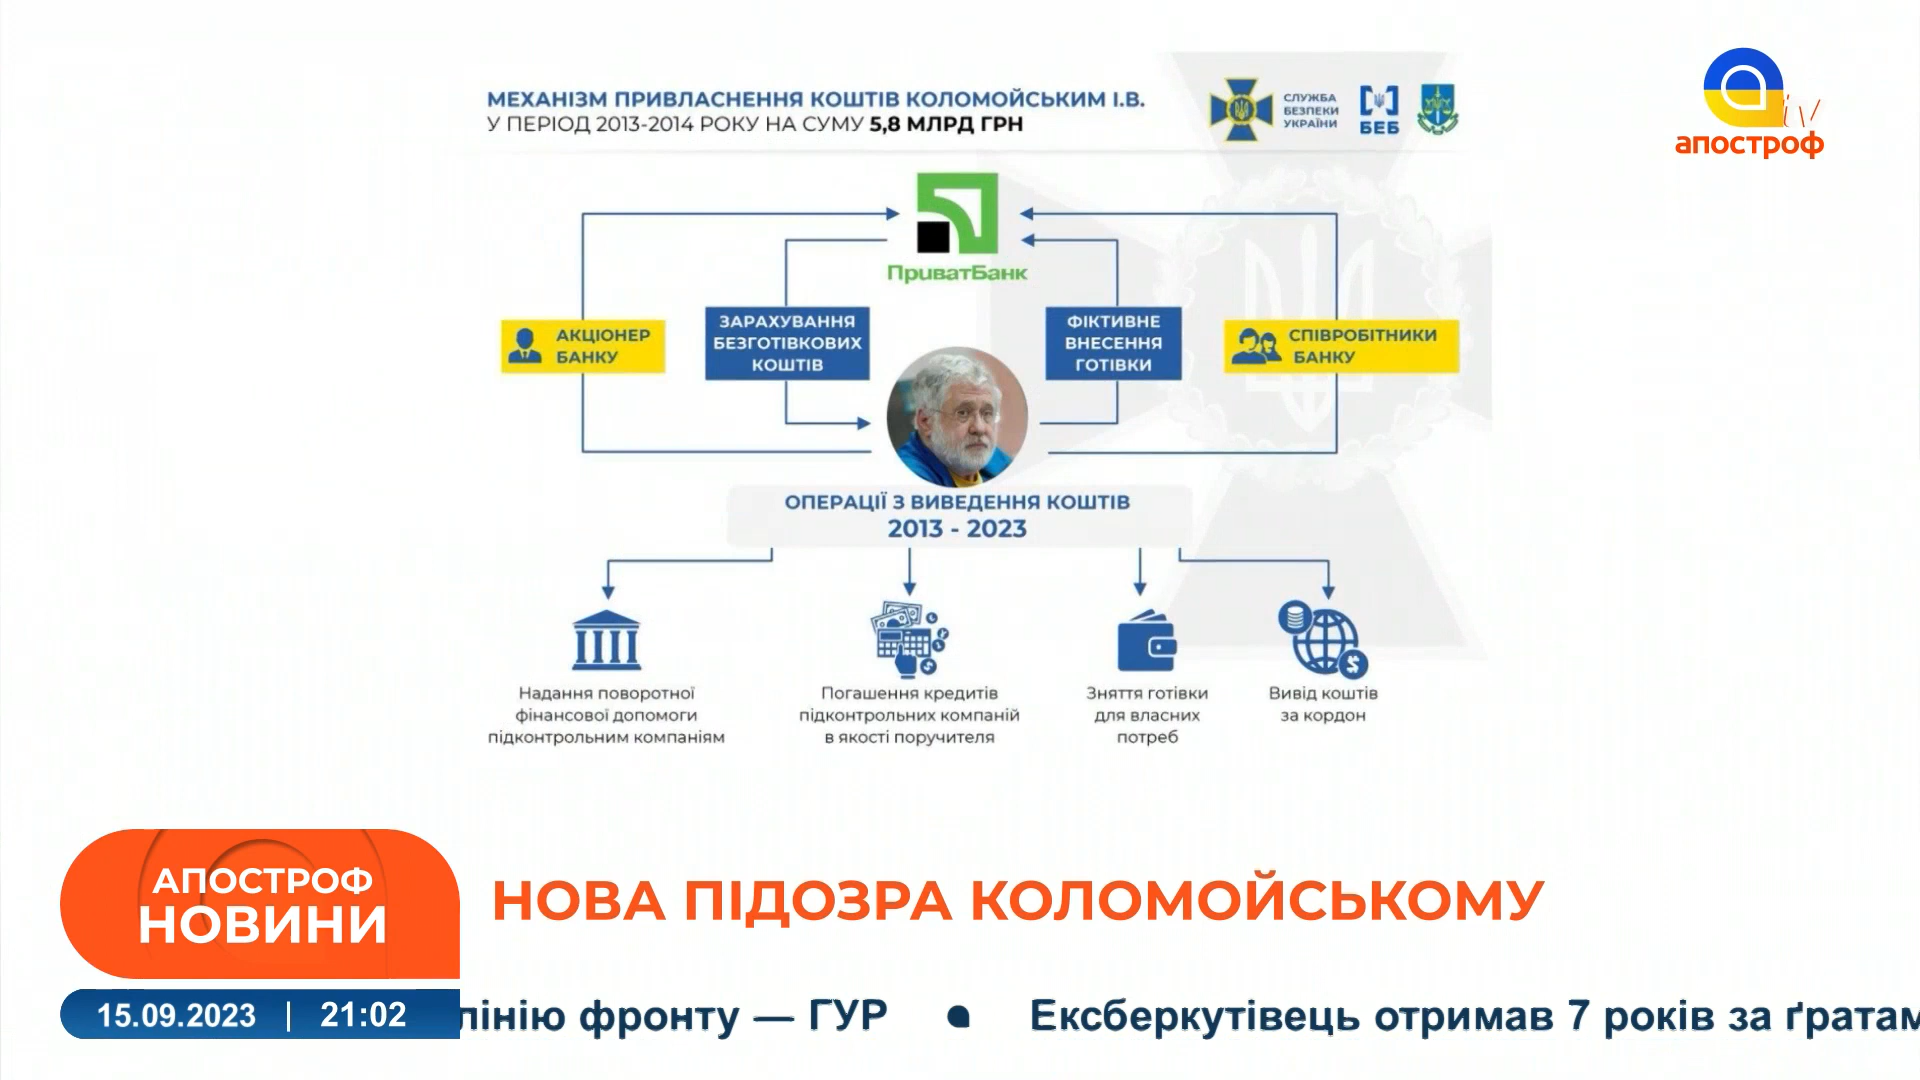 МЕХАНІЗМ ПРИВЛАСНЕННЯ КОШТІВ КОЛОМОЙСЬКИМ І.В.
У ПЕРІОД 2013-2014 РОКУ НА СУМУ 5,8 МЛРД ГРН
СЛУЖБА
БЕЗПЕКИ
УКРАЇНИ
БЕБ
tv
апостроф
ПриватБанк
АКЦІОНЕР
БАНКУ
ЗАРАХУВАННЯ
БЕЗГОТІВКОВИХ
КОШТІВ
ФІКТИВНЕ
ВНЕСЕННЯ
ГОТІВКИ
СПІВРОБІТНИКИ
БАНКУ
ОПЕРАЦІЇ З ВИВЕДЕННЯ КОШТІВ
2013 - 2023
Надання поворотної
фінансової допомоги
підконтрольним компаніям
Погашення кредитів
підконтрольних компаній
в якості поручителя
Зняття готівки
для власних
потреб
Вивід коштів
за кордон
АПОСТРОФ
НОВИНИ
НОВА ПІДОЗРА КОЛОМОЙСЬКОМУ
15.09.2023 | 21:02
лінію фронту — ГУР • Ексберкутівець отримав 7 років за ґратам